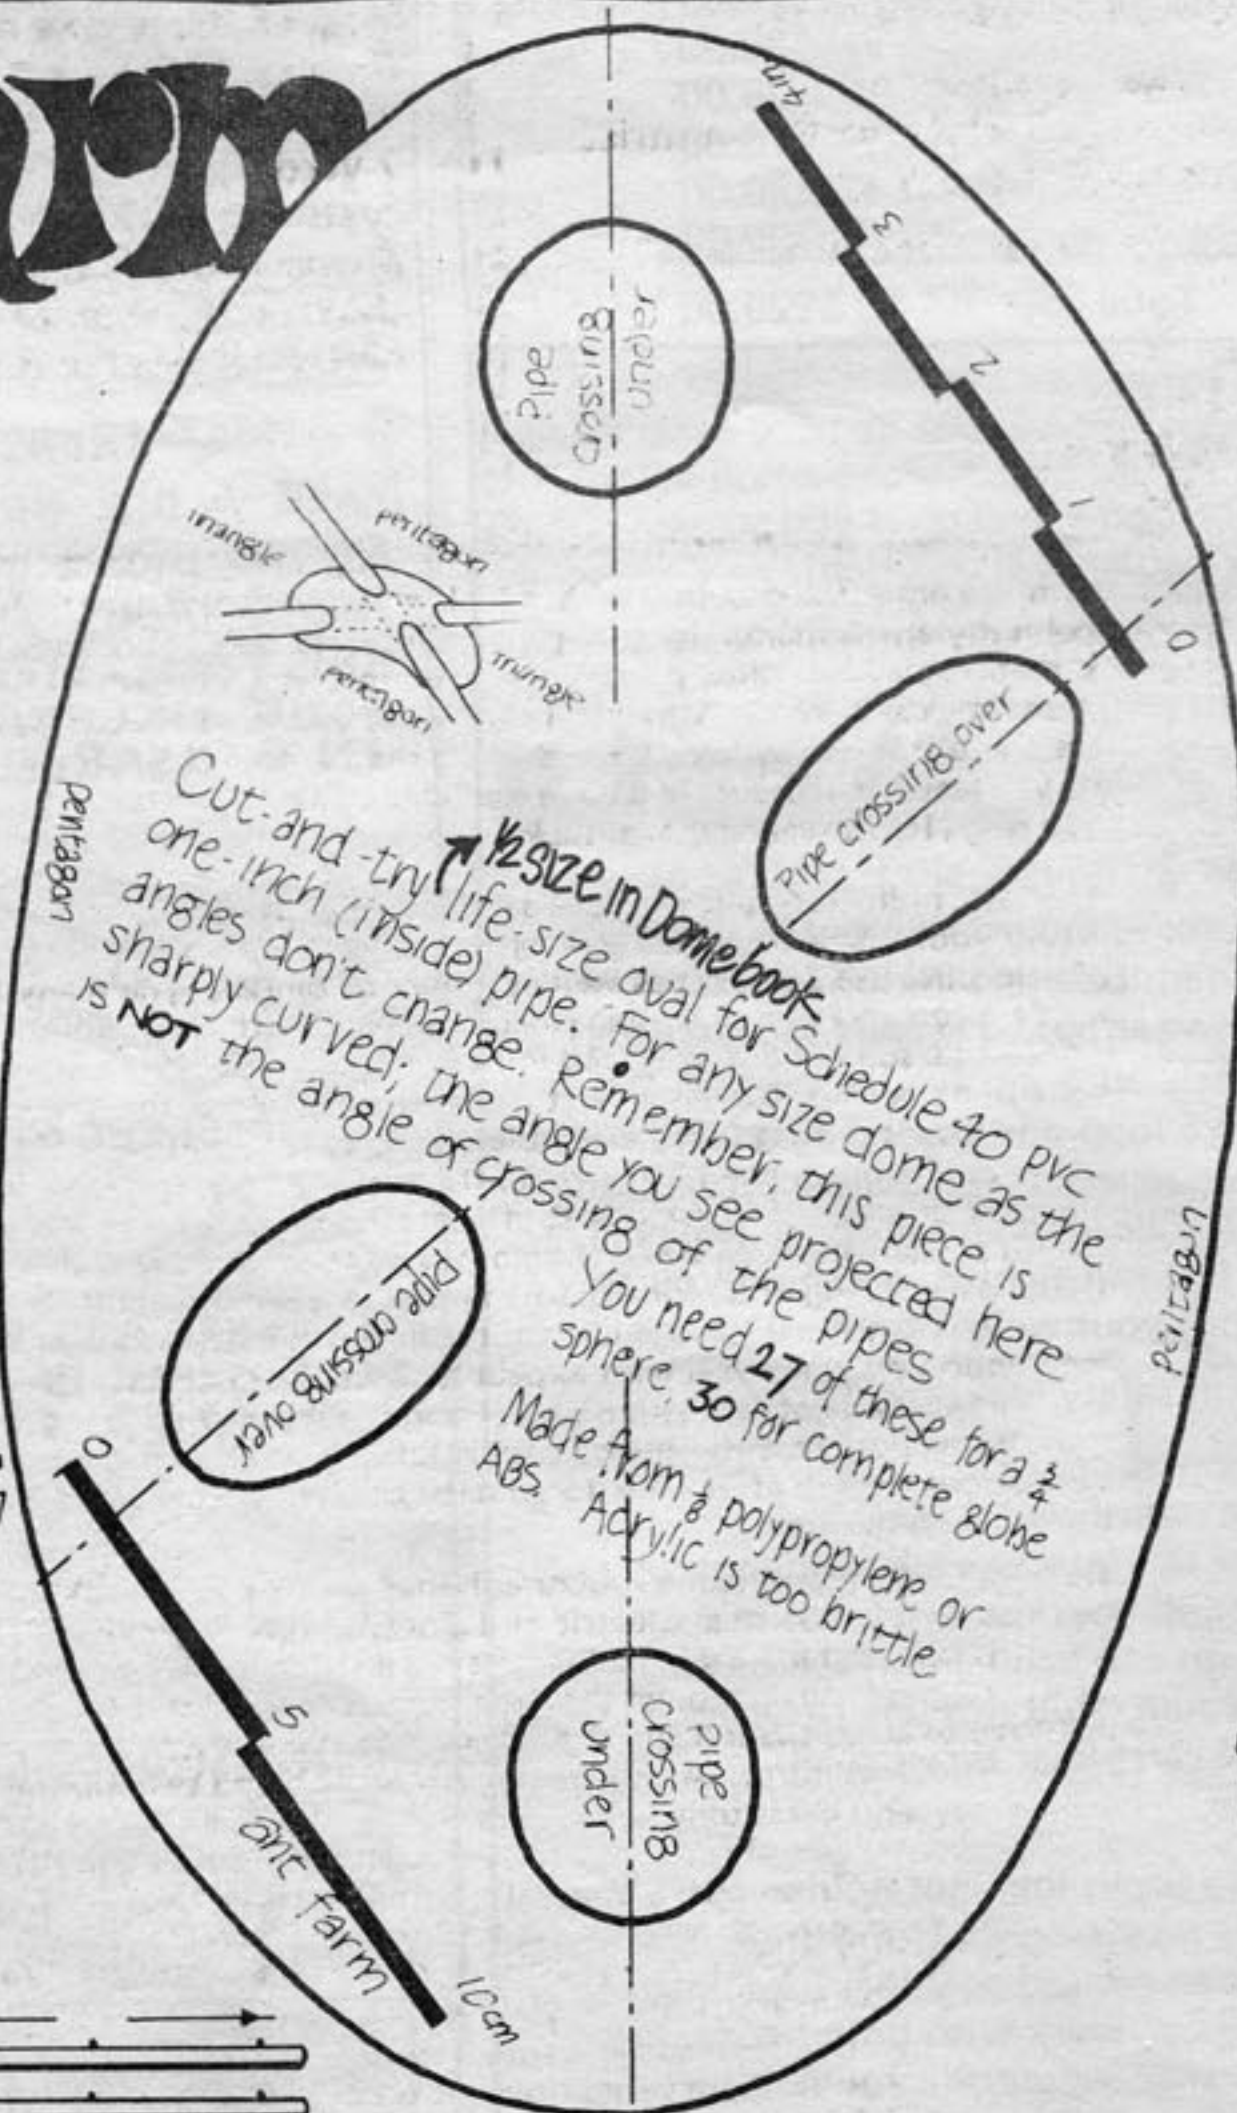 arm
4in
3
2
1
0
Pipe
crossing
under
triangle
pentagon
pentagon
triangle
Pipe crossing over
pentagon
1/2 size in Domebook
Cut-and-try life-size oval for Schedule 40 pvc
one-inch (inside) pipe. For any size dome as the
angles don't change. Remember, this piece is
sharply curved; the angle you see projected here
is NOT the angle of crossing of the pipes
You need 27 of these for a 3/4
sphere, 30 for complete globe
Made from 1/8 polypropylene or
ABS. Acrylic is too brittle
pentagon
pipe crossing over
0
5
10cm
ant farm
pipe
crossing
under